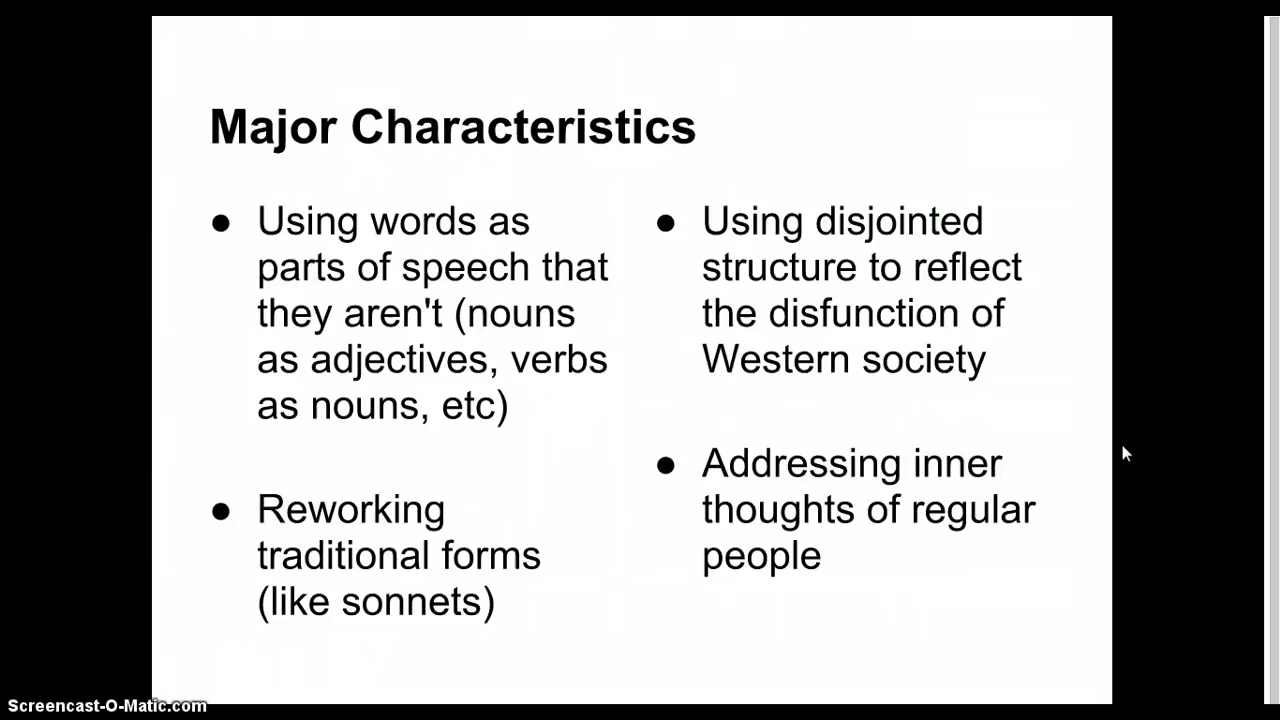 Major Characteristics
● Using words as
parts of speech that
they aren't (nouns
as adjectives, verbs
as nouns, etc)
● Reworking
traditional forms
(like sonnets)
● Using disjointed
structure to reflect
the disfunction of
Western society
● Addressing inner
thoughts of regular
people
Screencast-O-Matic.com